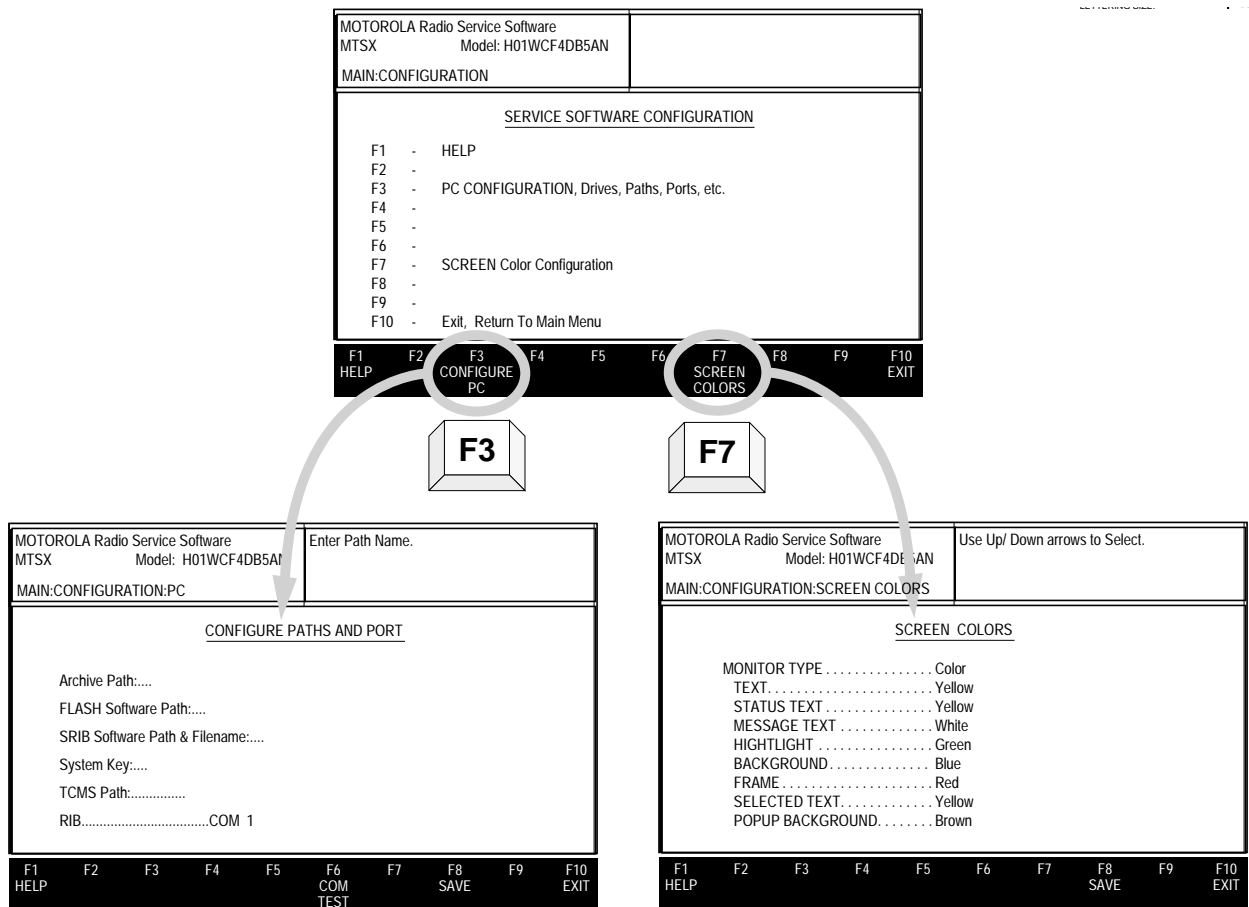 MOTOROLA Radio Service Software
MTSX Model: H01WCF4DB5AN
MAIN:CONFIGURATION
SERVICE SOFTWARE CONFIGURATION
F1 - HELP
F2 -
F3 - PC CONFIGURATION, Drives, Paths, Ports, etc.
F4 -
F5 -
F6 -
F7 - SCREEN Color Configuration
F8 -
F9 -
F10 - Exit, Return To Main Menu
F1 F2 F3 F4 F5 F6 F7 F8 F9 F10
HELP CONFIGURE SCREEN EXIT
PC COLORS
F3
F7
MOTOROLA Radio Service Software
MTSX Model: H01WCF4DB5AN
MAIN:CONFIGURATION:PC
Enter Path Name.
CONFIGURE PATHS AND PORT
Archive Path:....
FLASH Software Path:....
SRIB Software Path & Filename:....
System Key:....
TCMS Path:...............
RIB...................................COM 1
F1 F2 F3 F4 F5 F6 F7 F8 F9 F10
HELP COM SAVE EXIT
TEST
MOTOROLA Radio Service Software
MTSX Model: H01WCF4DB5AN
MAIN:CONFIGURATION:SCREEN COLORS
Use Up/ Down arrows to Select.
SCREEN COLORS
MONITOR TYPE . . . . . . . . . . . . . . . Color
TEXT. . . . . . . . . . . . . . . . . . . . . . . Yellow
STATUS TEXT . . . . . . . . . . . . . . . Yellow
MESSAGE TEXT . . . . . . . . . . . . . White
HIGHTLIGHT . . . . . . . . . . . . . . . . Green
BACKGROUND. . . . . . . . . . . . . . Blue
FRAME. . . . . . . . . . . . . . . . . . . . . Red
SELECTED TEXT. . . . . . . . . . . . . Yellow
POPUP BACKGROUND. . . . . . . . Brown
F1 F2 F3 F4 F5 F6 F7 F8 F9 F10
HELP SAVE EXIT